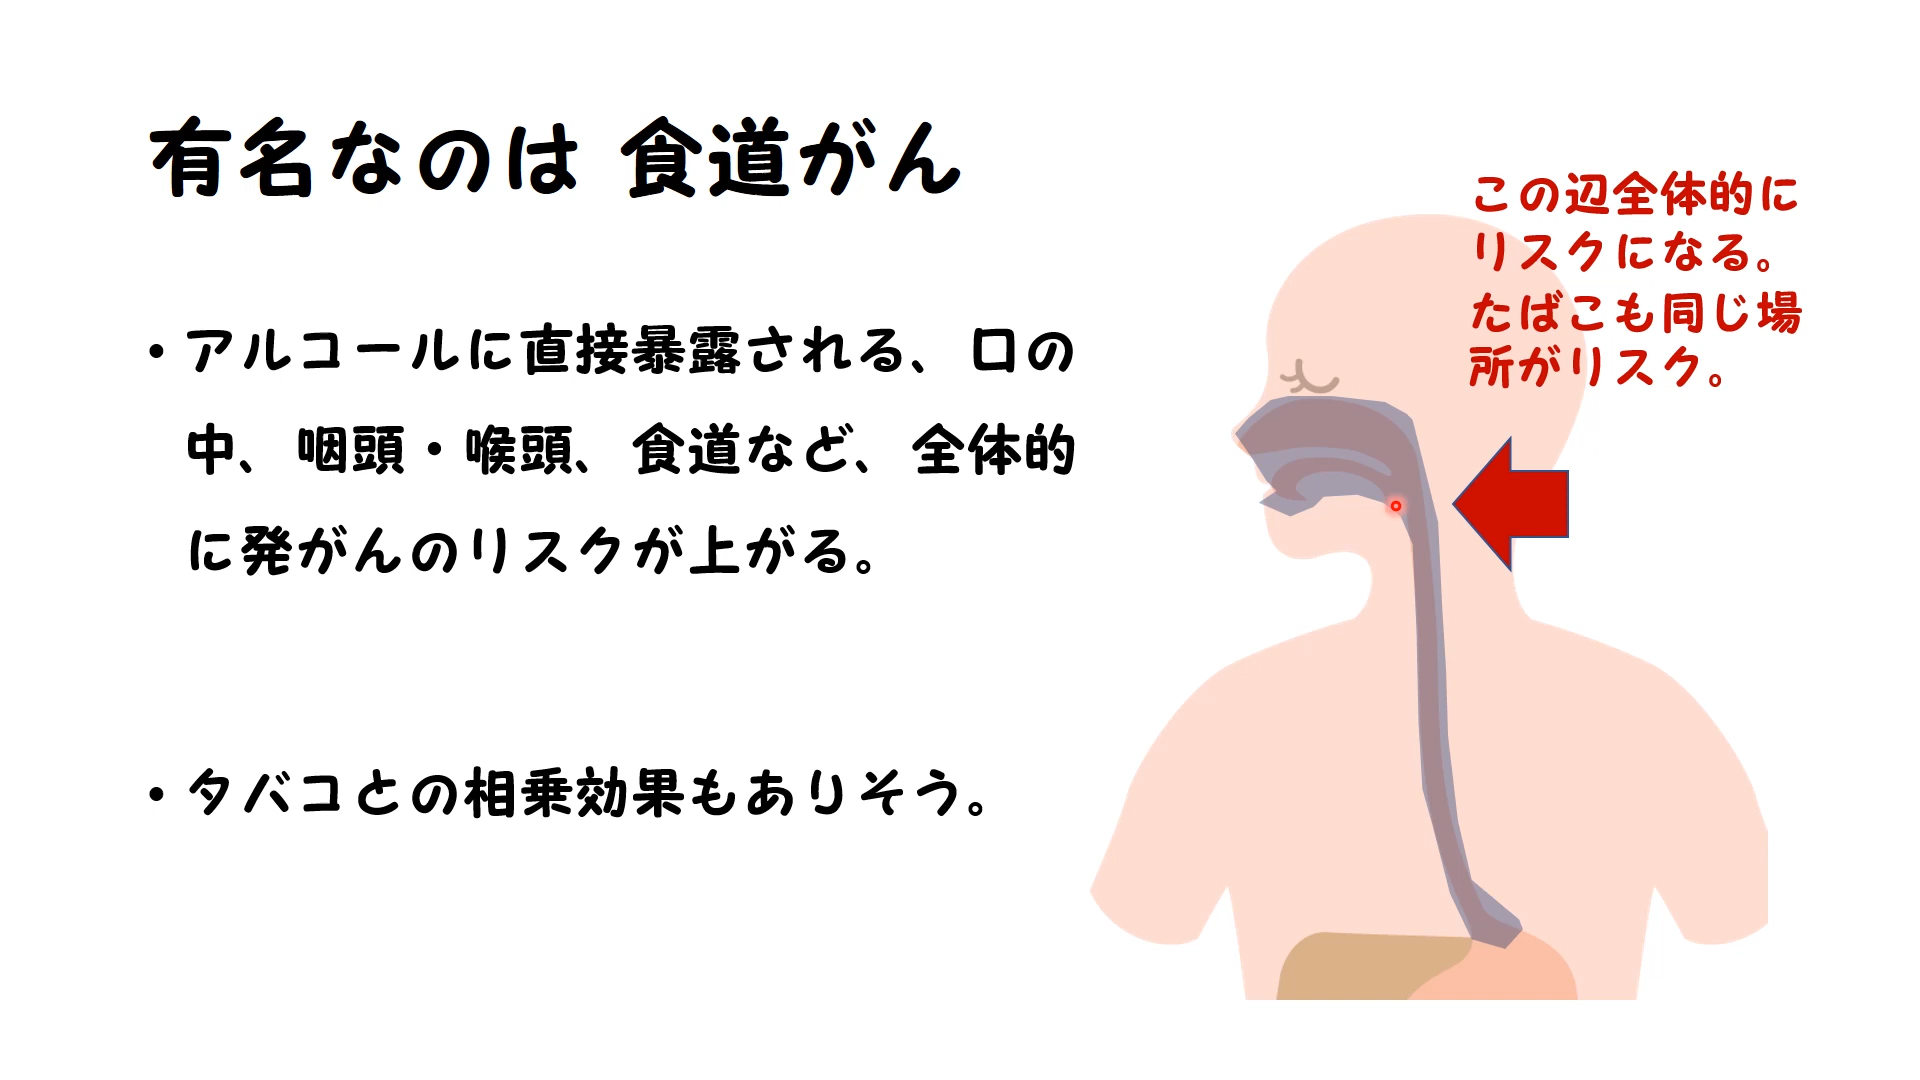 有名なのは 食道がん
・アルコールに直接暴露される、口の
中、咽頭・喉頭、食道など、全体的
に発がんのリスクが上がる。
・タバコとの相乗効果もありそう。
この辺全体的に
リスクになる。
たばこも同じ場
所がリスク。